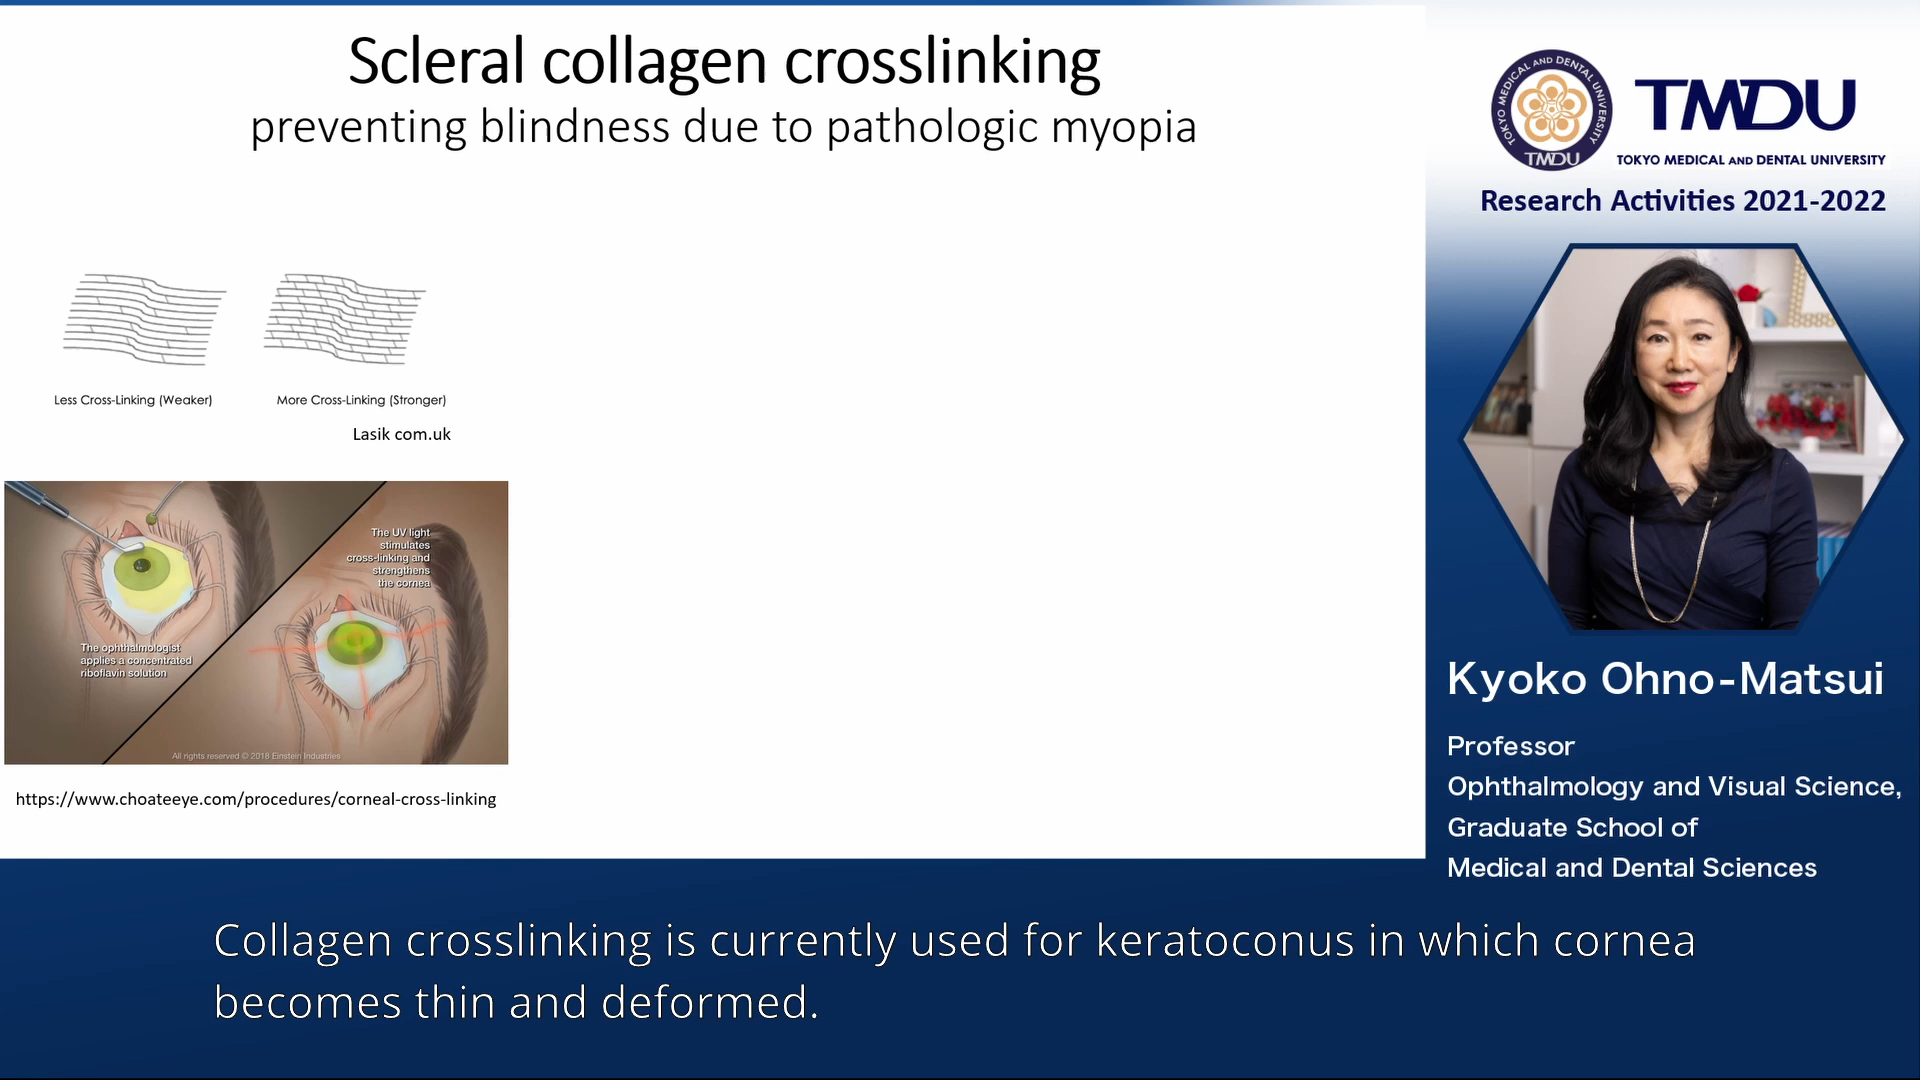 Scleral collagen crosslinking
preventing blindness due to pathologic myopia
Less Cross-Linking (Weaker)
More Cross-Linking (Stronger)
Lasik com.uk
The ophthalmologist
applies a concentrated
riboflavin solution
The UV light
stimulates
cross-linking and
strengthens
the cornea
All rights reserved © 2018 Einstein Industries
https://www.choateeye.com/procedures/corneal-cross-linking
TOKYO MEDICAL AND DENTAL UNIVERSITY
TMDU
TMDU
TOKYO MEDICAL AND DENTAL UNIVERSITY
Research Activities 2021-2022
Kyoko Ohno-Matsui
Professor
Ophthalmology and Visual Science,
Graduate School of
Medical and Dental Sciences
Collagen crosslinking is currently used for keratoconus in which cornea
becomes thin and deformed.